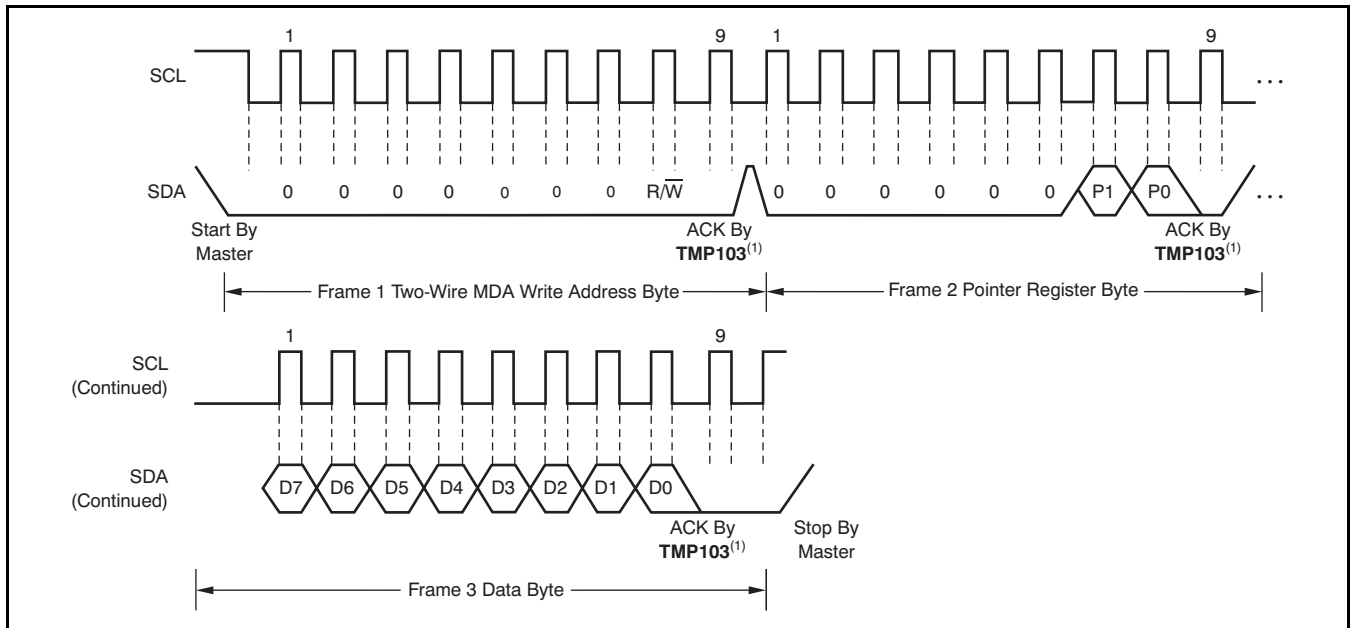 1 9 1 9
SCL ...
SDA 0 0 0 0 0 0 0 R/W̅ 0 0 0 0 0 0 P1 P0 ...
Start By Master
ACK By TMP103(1)
ACK By TMP103(1)
Frame 1 Two-Wire MDA Write Address Byte
Frame 2 Pointer Register Byte
1 9
SCL (Continued)
SDA (Continued)
D7 D6 D5 D4 D3 D2 D1 D0
ACK By TMP103(1)
Stop By Master
Frame 3 Data Byte